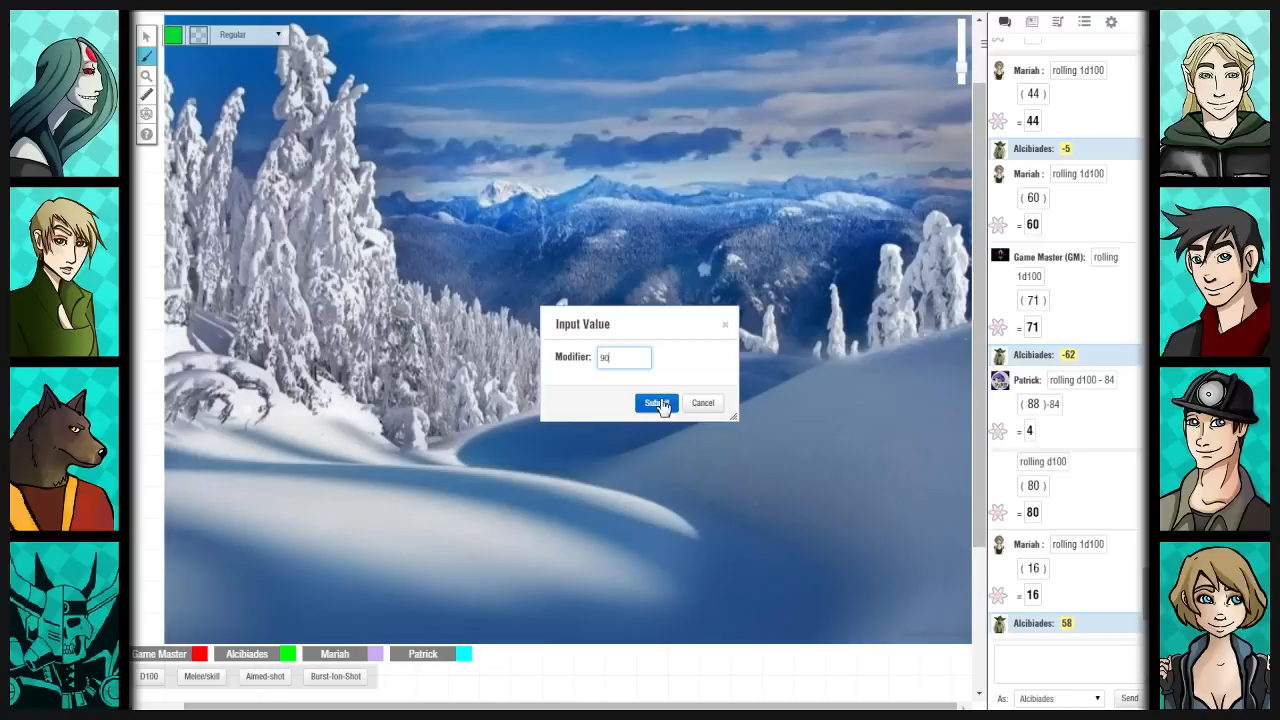 Regular
Mariah : rolling 1d100
( 44 )
= 44
Alcibiades: -5
Mariah : rolling 1d100
( 60 )
= 60
Game Master (GM): rolling
1d100
( 71 )
= 71
Alcibiades: -62
Patrick: rolling d100 - 84
( 88 )-84
= 4
rolling d100
( 80 )
= 80
Mariah : rolling 1d100
( 16 )
= 16
Alcibiades: 58
As: Alcibiades Send
Input Value ×
Modifier: 90
Submit Cancel
Game Master Alcibiades Mariah Patrick
D100 Melee/skill Aimed-shot Burst-Ion-Shot